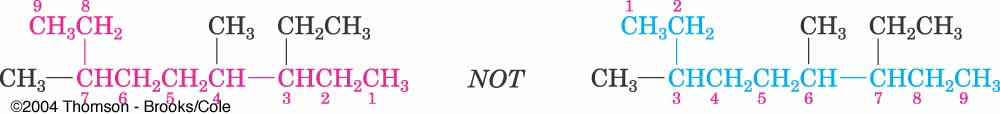 9 8 1 2
CH₃CH₂ CH₃ CH₂CH₃ CH₃CH₂ CH₃ CH₂CH₃
CH₃—CHCH₂CH₂CH—CHCH₂CH₃ NOT CH₃—CHCH₂CH₂CH—CHCH₂CH₃
7 6 5 4 3 2 1 3 4 5 6 7 8 9
©2004 Thomson - Brooks/Cole